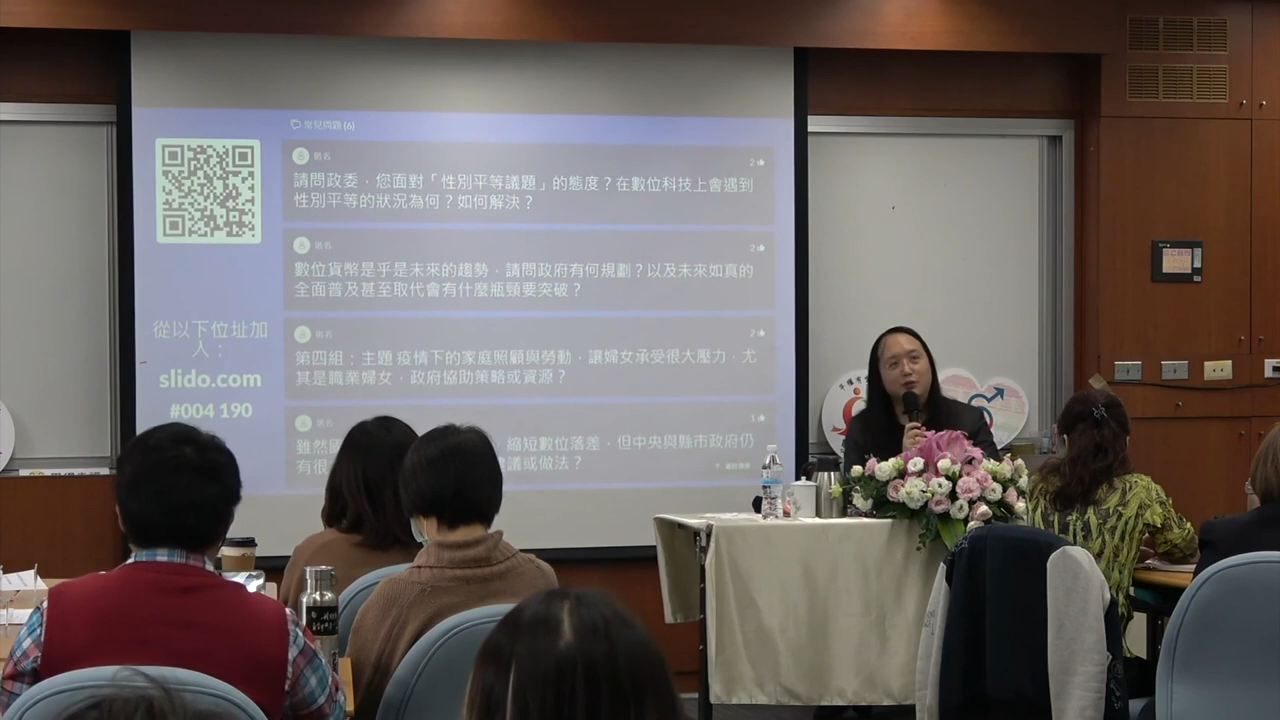 常見問題 (6)
匿名
2
請問政委，您面對「性別平等議題」的態度？在數位科技上會遇到
性別平等的狀況為何？如何解決？
匿名
2
數位貨幣是乎是未來的趨勢，請問政府有何規劃？以及未來如真的
全面普及甚至取代會有什麼瓶頸要突破？
匿名
2
第四組：主題 疫情下的家庭照顧與勞動，讓婦女承受很大壓力，尤
其是職業婦女，政府協助策略或資源？
匿名
1
雖然
縮短數位落差，但中央與縣市政府仍
有很
議或做法？
從以下位址加
入：
slido.com
#004 190